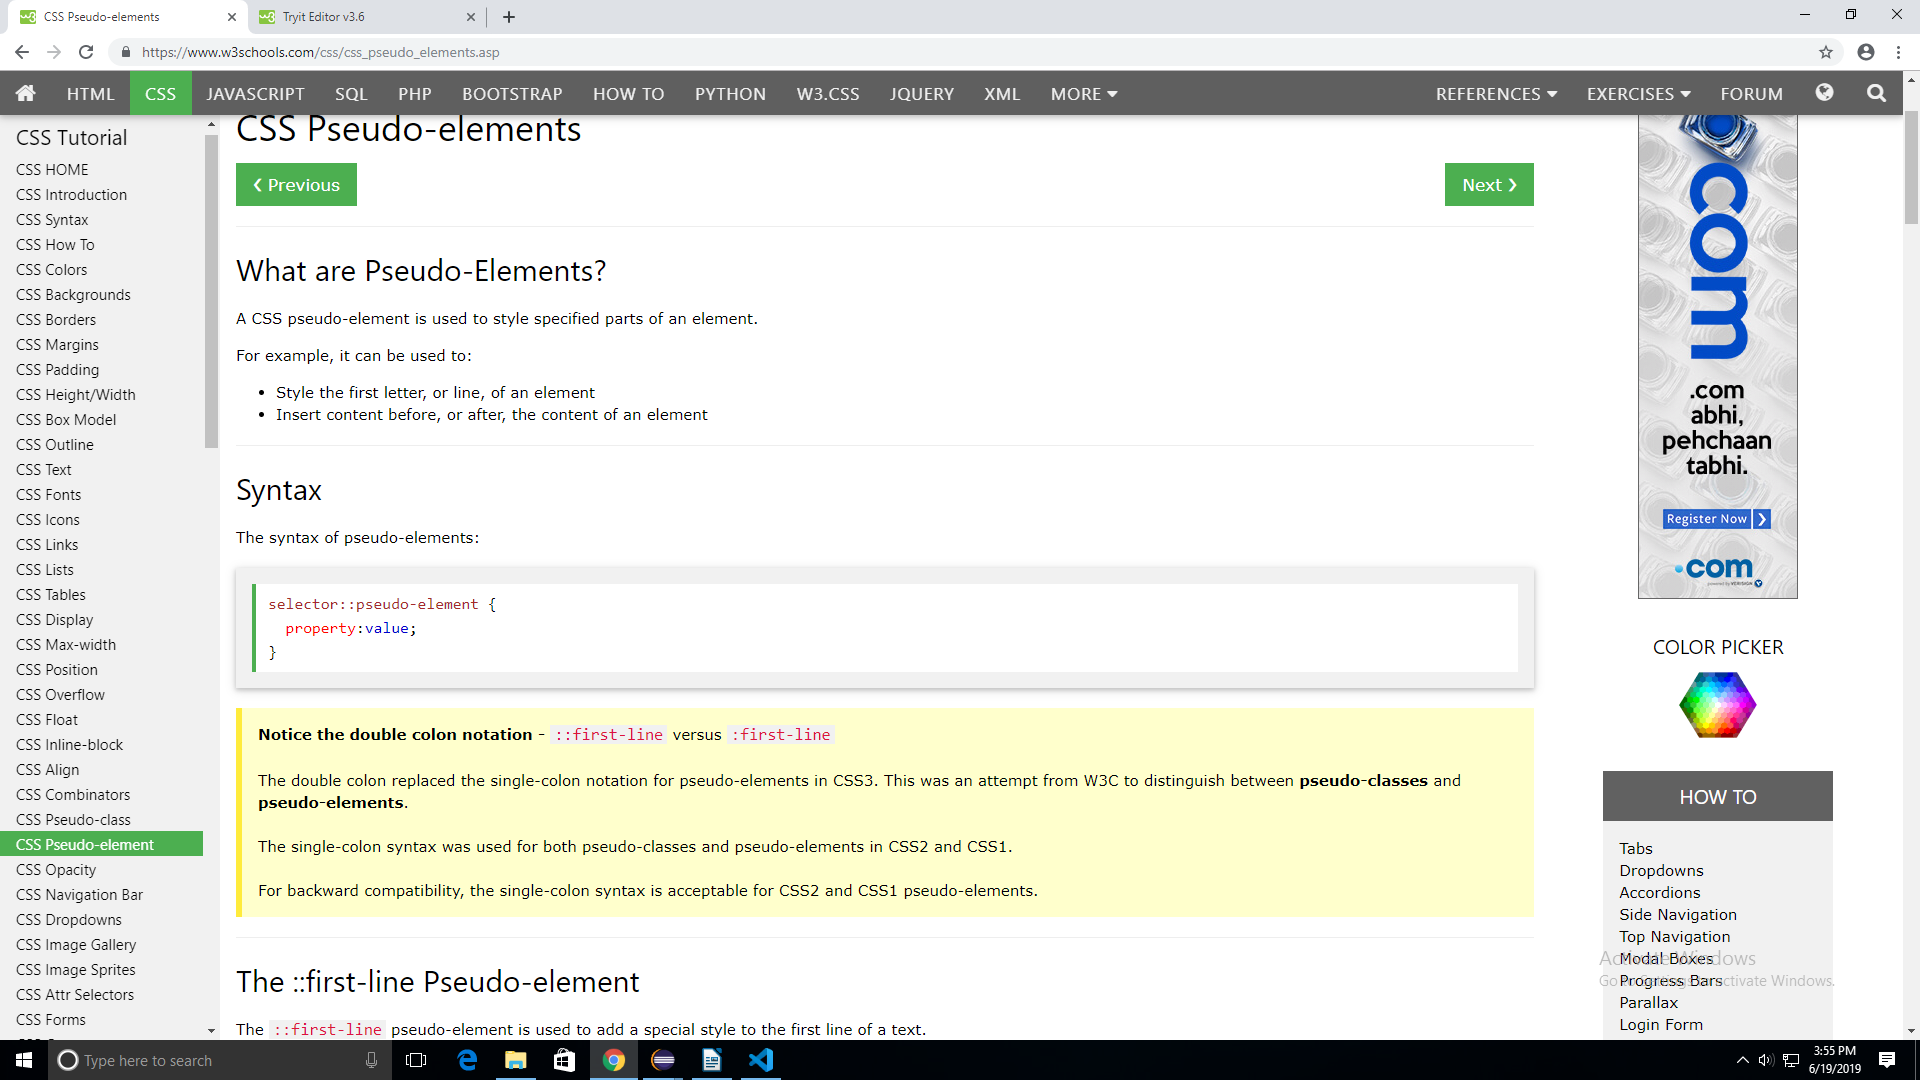 CSS Pseudo-elements
Tryit Editor v3.6
https://www.w3schools.com/css/css_pseudo_elements.asp
HTML CSS JAVASCRIPT SQL PHP BOOTSTRAP HOW TO PYTHON W3.CSS JQUERY XML MORE REFERENCES EXERCISES FORUM
CSS Tutorial
CSS HOME
CSS Introduction
CSS Syntax
CSS How To
CSS Colors
CSS Backgrounds
CSS Borders
CSS Margins
CSS Padding
CSS Height/Width
CSS Box Model
CSS Outline
CSS Text
CSS Fonts
CSS Icons
CSS Links
CSS Lists
CSS Tables
CSS Display
CSS Max-width
CSS Position
CSS Overflow
CSS Float
CSS Inline-block
CSS Align
CSS Combinators
CSS Pseudo-class
CSS Pseudo-element
CSS Opacity
CSS Navigation Bar
CSS Dropdowns
CSS Image Gallery
CSS Image Sprites
CSS Attr Selectors
CSS Forms
CSS Pseudo-elements
❮ Previous
Next ❯
What are Pseudo-Elements?
A CSS pseudo-element is used to style specified parts of an element.
For example, it can be used to:
• Style the first letter, or line, of an element
• Insert content before, or after, the content of an element
Syntax
The syntax of pseudo-elements:
selector::pseudo-element {
property:value;
}
Notice the double colon notation - ::first-line versus :first-line
The double colon replaced the single-colon notation for pseudo-elements in CSS3. This was an attempt from W3C to distinguish between pseudo-classes and
pseudo-elements.
The single-colon syntax was used for both pseudo-classes and pseudo-elements in CSS2 and CSS1.
For backward compatibility, the single-colon syntax is acceptable for CSS2 and CSS1 pseudo-elements.
The ::first-line Pseudo-element
The ::first-line pseudo-element is used to add a special style to the first line of a text.
com
.com
abhi,
pehchaan
tabhi.
Register Now ❯
.com
powered by VERISIGN
COLOR PICKER
HOW TO
Tabs
Dropdowns
Accordions
Side Navigation
Top Navigation
Modal Boxes
Progress Bars
Parallax
Login Form
Activate Windows
Go to Settings to activate Windows.
Type here to search
3:55 PM
6/19/2019